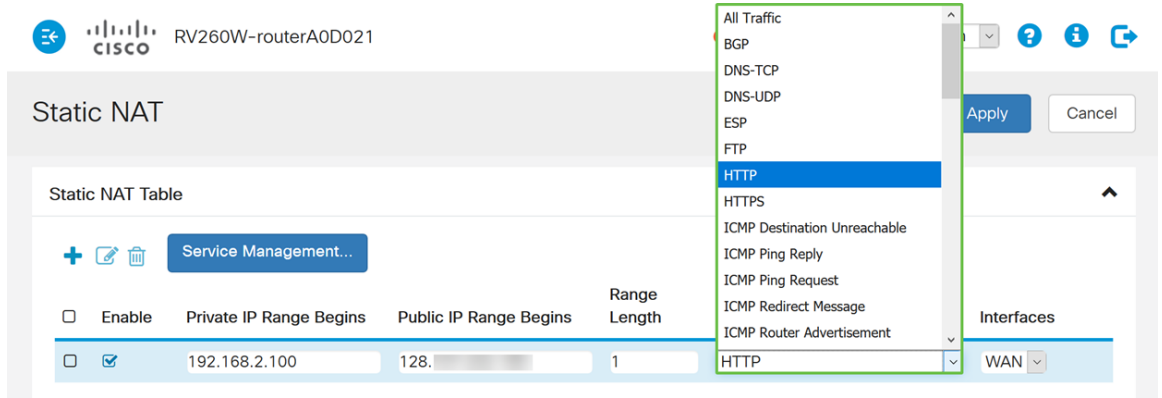 CISCO RV260W-routerA0D021
Static NAT
Apply Cancel
Static NAT Table
Service Management...
Enable Private IP Range Begins Public IP Range Begins Range Length Interfaces
192.168.2.100 128. 1 HTTP WAN
All Traffic
BGP
DNS-TCP
DNS-UDP
ESP
FTP
HTTP
HTTPS
ICMP Destination Unreachable
ICMP Ping Reply
ICMP Ping Request
ICMP Redirect Message
ICMP Router Advertisement